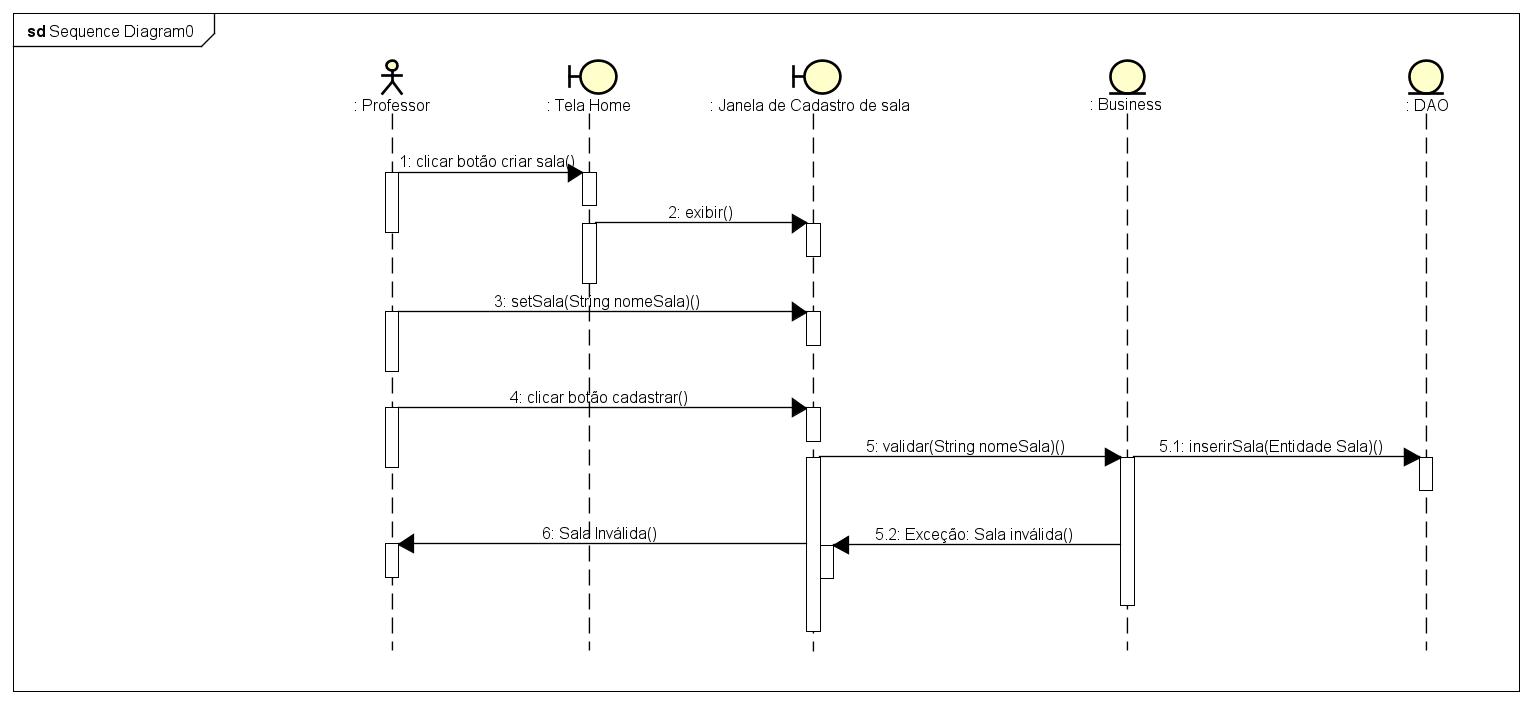 sd Sequence Diagram0
: Professor
: Tela Home
: Janela de Cadastro de sala
: Business
: DAO
1: clicar botão criar sala()
2: exibir()
3: setSala(String nomeSala)()
4: clicar botão cadastrar()
5: validar(String nomeSala)()
5.1: inserirSala(Entidade Sala)()
6: Sala Inválida()
5.2: Exceção: Sala inválida()